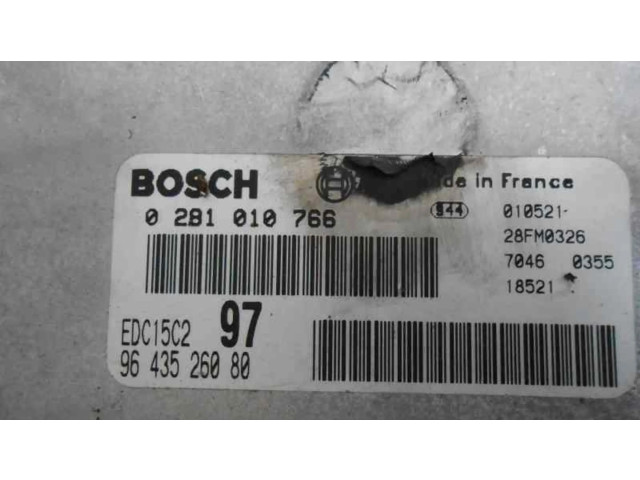 BOSCH de in France
0 281 010 766 S44 010521-
28FM0326
7046 0355
18521
EDC15C2 97
96 435 260 80